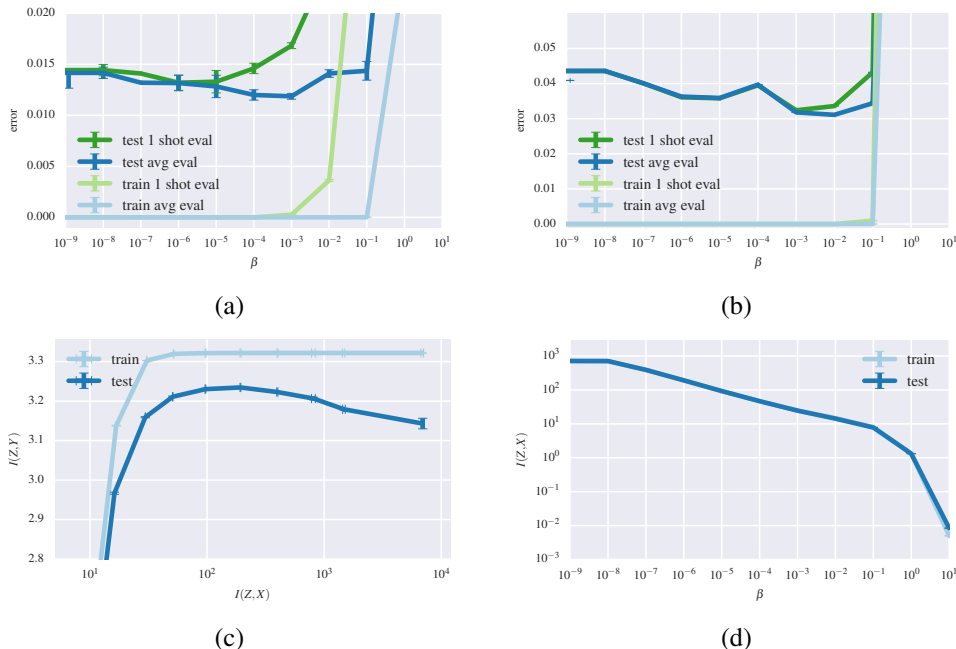 0.020
0.015
0.010
0.005
0.000
error
test 1 shot eval
test avg eval
train 1 shot eval
train avg eval
10⁻⁹ 10⁻⁸ 10⁻⁷ 10⁻⁶ 10⁻⁵ 10⁻⁴ 10⁻³ 10⁻² 10⁻¹ 10⁰ 10¹
β
(a)
0.05
0.04
0.03
0.02
0.01
0.00
error
test 1 shot eval
test avg eval
train 1 shot eval
train avg eval
10⁻⁹ 10⁻⁸ 10⁻⁷ 10⁻⁶ 10⁻⁵ 10⁻⁴ 10⁻³ 10⁻² 10⁻¹ 10⁰ 10¹
β
(b)
3.3
3.2
3.1
3.0
2.9
2.8
I(Z,Y)
train
test
10¹ 10² 10³ 10⁴
I(Z,X)
(c)
10³
10²
10¹
10⁰
10⁻¹
10⁻²
10⁻³
I(Z,X)
train
test
10⁻⁹ 10⁻⁸ 10⁻⁷ 10⁻⁶ 10⁻⁵ 10⁻⁴ 10⁻³ 10⁻² 10⁻¹ 10⁰ 10¹
β
(d)